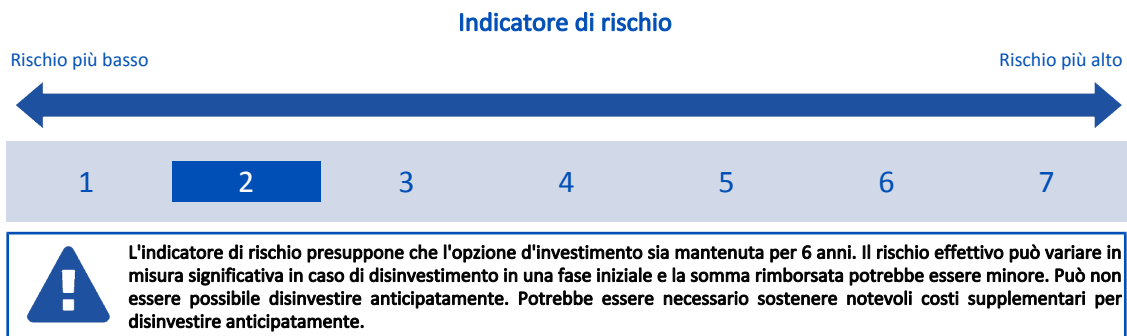 Indicatore di rischio
Rischio più basso
Rischio più alto
1 2 3 4 5 6 7
L'indicatore di rischio presuppone che l'opzione d'investimento sia mantenuta per 6 anni. Il rischio effettivo può variare in
misura significativa in caso di disinvestimento in una fase iniziale e la somma rimborsata potrebbe essere minore. Può non
essere possibile disinvestire anticipatamente. Potrebbe essere necessario sostenere notevoli costi supplementari per
disinvestire anticipatamente.